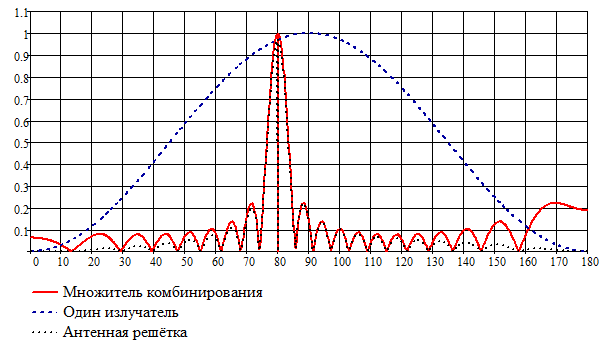 1.1
1
0.9
0.8
0.7
0.6
0.5
0.4
0.3
0.2
0.1
0 10 20 30 40 50 60 70 80 90 100 110 120 130 140 150 160 170 180
Множитель комбинирования
Один излучатель
Антенная решётка